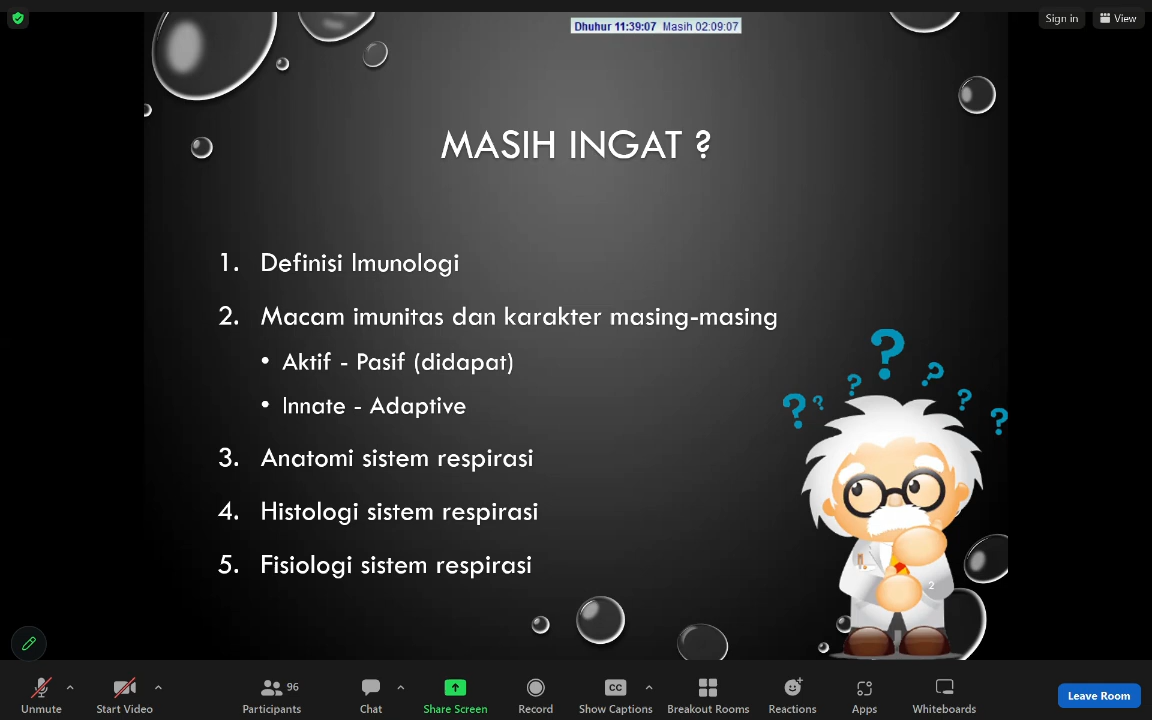 Dhuhur 11:39:07 Masih 02:09:07
Sign in
View
MASIH INGAT ?
1. Definisi Imunologi
2. Macam imunitas dan karakter masing-masing
• Aktif - Pasif (didapat)
• Innate - Adaptive
3. Anatomi sistem respirasi
4. Histologi sistem respirasi
5. Fisiologi sistem respirasi
? ? ? ? ? ? ?
2
Unmute
Start Video
96
Participants
Chat
Share Screen
Record
CC
Show Captions
Breakout Rooms
Reactions
Apps
Whiteboards
Leave Room